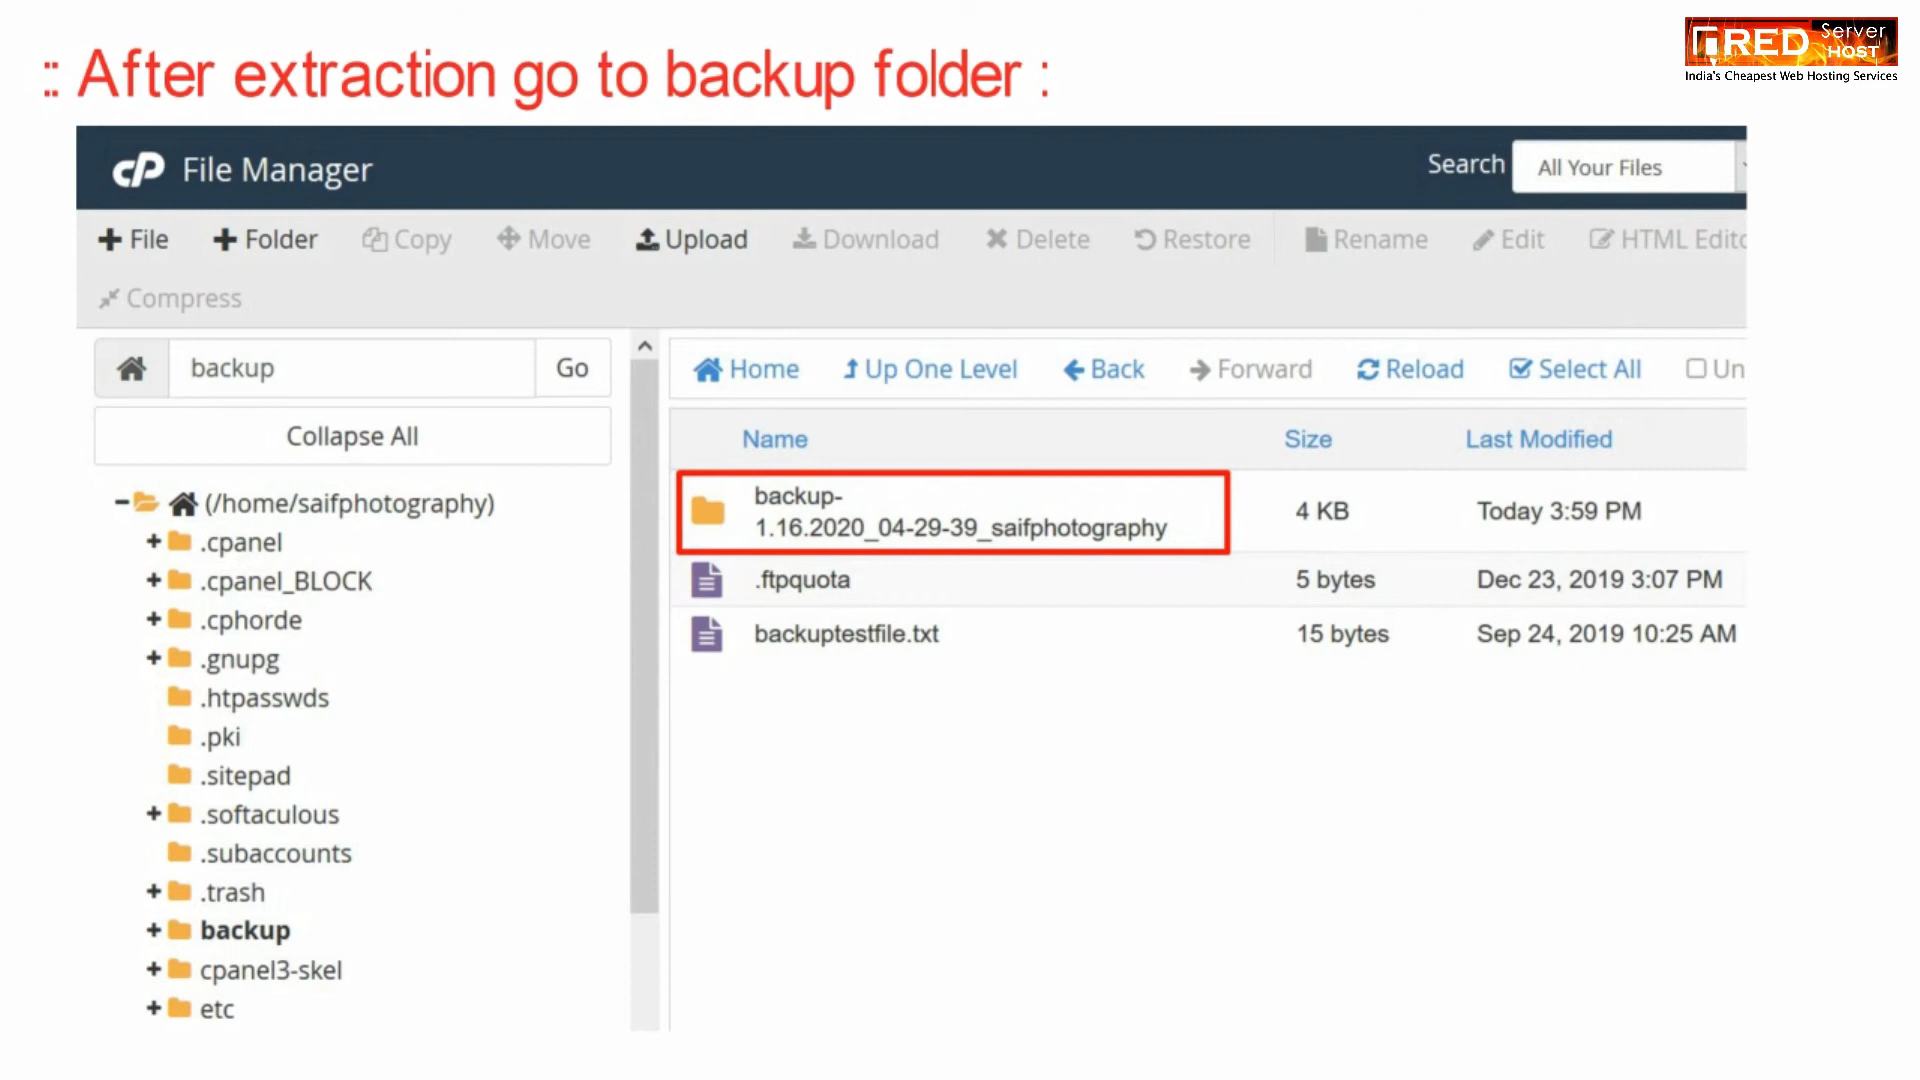 :: After extraction go to backup folder :
RED Server HOST
India's Cheapest Web Hosting Services
cP File Manager
Search All Your Files
File Folder Copy Move Upload Download Delete Restore Rename Edit HTML Edito
Compress
backup Go
Home Up One Level Back Forward Reload Select All Un
Collapse All
Name Size Last Modified
backup-
1.16.2020_04-29-39_saifphotography 4 KB Today 3:59 PM
.ftpquota 5 bytes Dec 23, 2019 3:07 PM
backuptestfile.txt 15 bytes Sep 24, 2019 10:25 AM
(/home/saifphotography)
.cpanel
.cpanel_BLOCK
.cphorde
.gnupg
.htpasswds
.pki
.sitepad
.softaculous
.subaccounts
.trash
backup
cpanel3-skel
etc